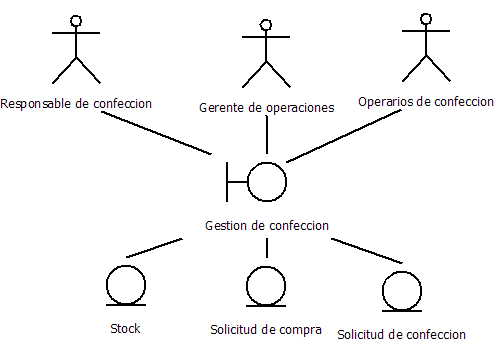 Responsable de confeccion
Gerente de operaciones
Operarios de confeccion
Gestion de confeccion
Stock
Solicitud de compra
Solicitud de confeccion